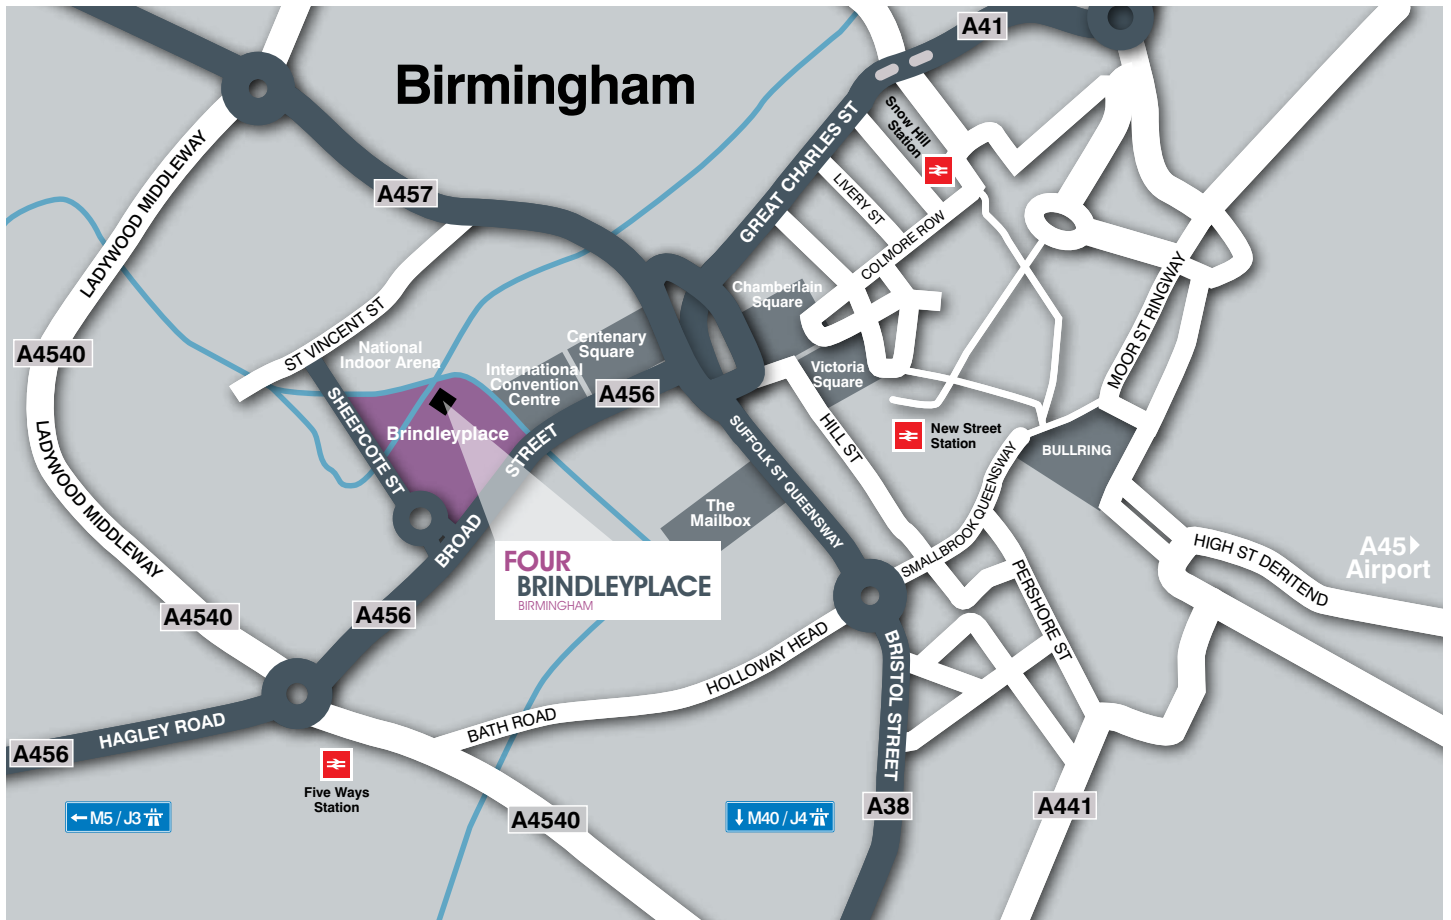 A41
Birmingham
Snow Hill
Station
GREAT CHARLES ST
LADYWOOD MIDDLEWAY
A457
LIVERY ST
COLMORE ROW
Chamberlain
Square
MOOR ST RINGWAY
ST VINCENT ST
National
Indoor Arena
Centenary
Square
A4540
International
Convention
Centre
Victoria
Square
A456
SHEEPCOTE ST
Brindleyplace
STREET
SUFFOLK ST QUEENSWAY
HILL ST
New Street
Station
BULLRING
LADYWOOD MIDDLEWAY
The
Mailbox
SMALLBROOK QUEENSWAY
BROAD
FOUR
BRINDLEYPLACE
BIRMINGHAM
HIGH ST DERITEND
A45
Airport
A4540
A456
PERSHORE ST
HOLLOWAY HEAD
BRISTOL STREET
BATH ROAD
HAGLEY ROAD
A456
Five Ways
Station
M5 / J3
A4540
M40 / J4
A38
A441